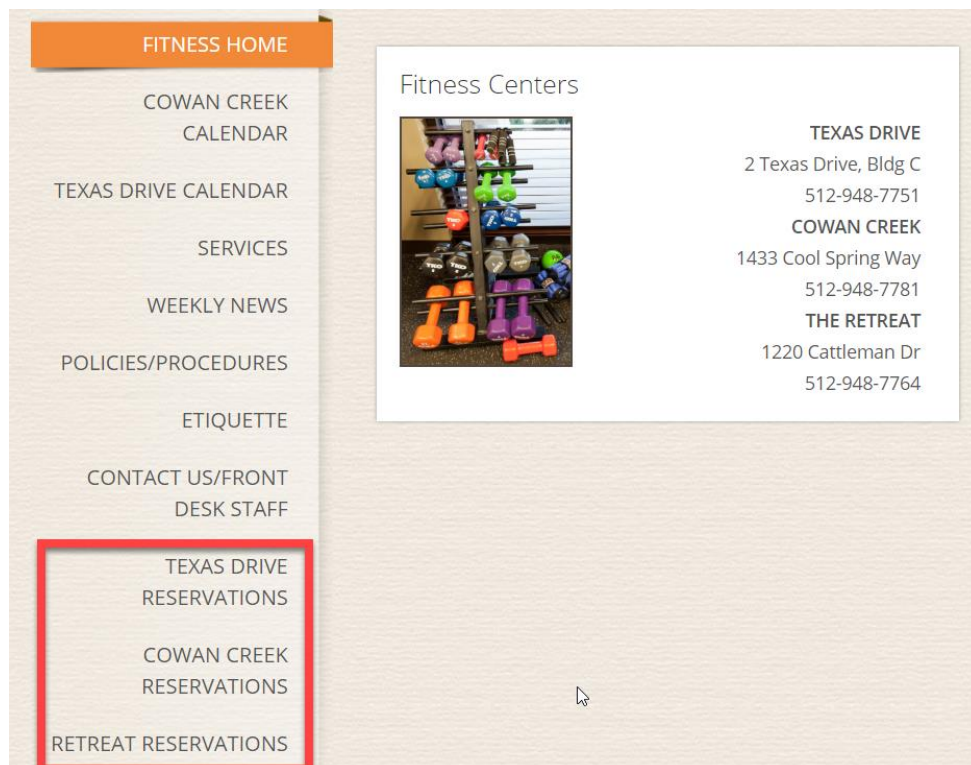 FITNESS HOME
COWAN CREEK
CALENDAR
TEXAS DRIVE CALENDAR
SERVICES
WEEKLY NEWS
POLICIES/PROCEDURES
ETIQUETTE
CONTACT US/FRONT
DESK STAFF
TEXAS DRIVE
RESERVATIONS
COWAN CREEK
RESERVATIONS
RETREAT RESERVATIONS
Fitness Centers
TEXAS DRIVE
2 Texas Drive, Bldg C
512-948-7751
COWAN CREEK
1433 Cool Spring Way
512-948-7781
THE RETREAT
1220 Cattleman Dr
512-948-7764